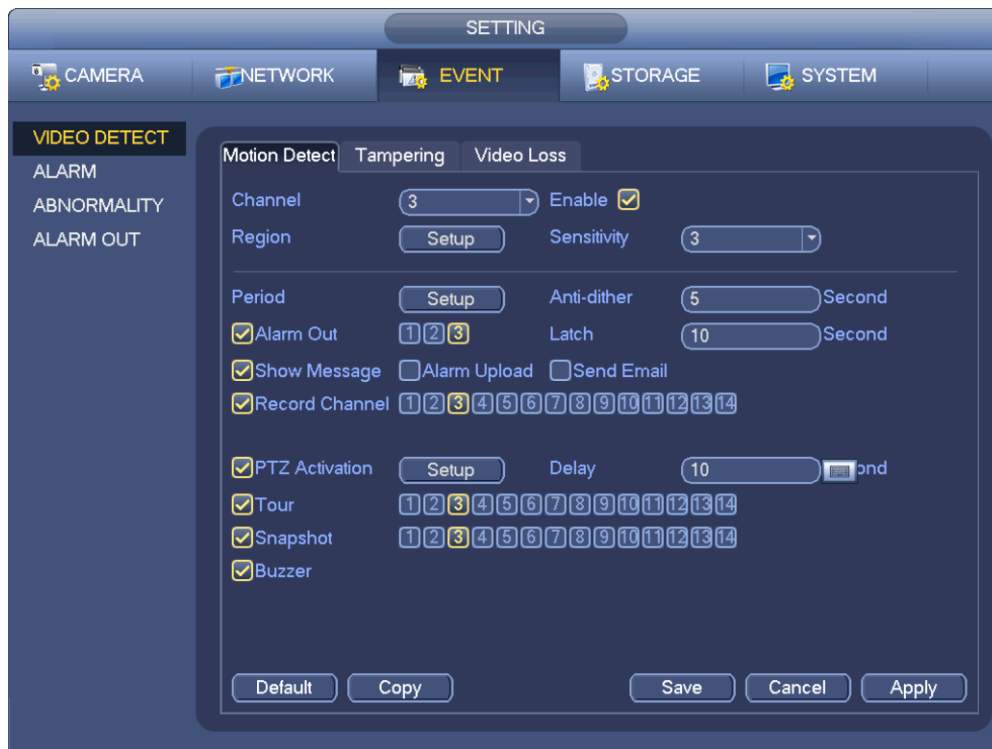 SETTING
CAMERA NETWORK EVENT STORAGE SYSTEM
VIDEO DETECT
ALARM
ABNORMALITY
ALARM OUT
Motion Detect Tampering Video Loss
Channel 3 Enable
Region Setup Sensitivity 3
Period Setup Anti-dither 5 Second
Alarm Out 1 2 3 Latch 10 Second
Show Message Alarm Upload Send Email
Record Channel 1 2 3 4 5 6 7 8 9 10 11 12 13 14
PTZ Activation Setup Delay 10 ond
Tour 1 2 3 4 5 6 7 8 9 10 11 12 13 14
Snapshot 1 2 3 4 5 6 7 8 9 10 11 12 13 14
Buzzer
Default Copy Save Cancel Apply